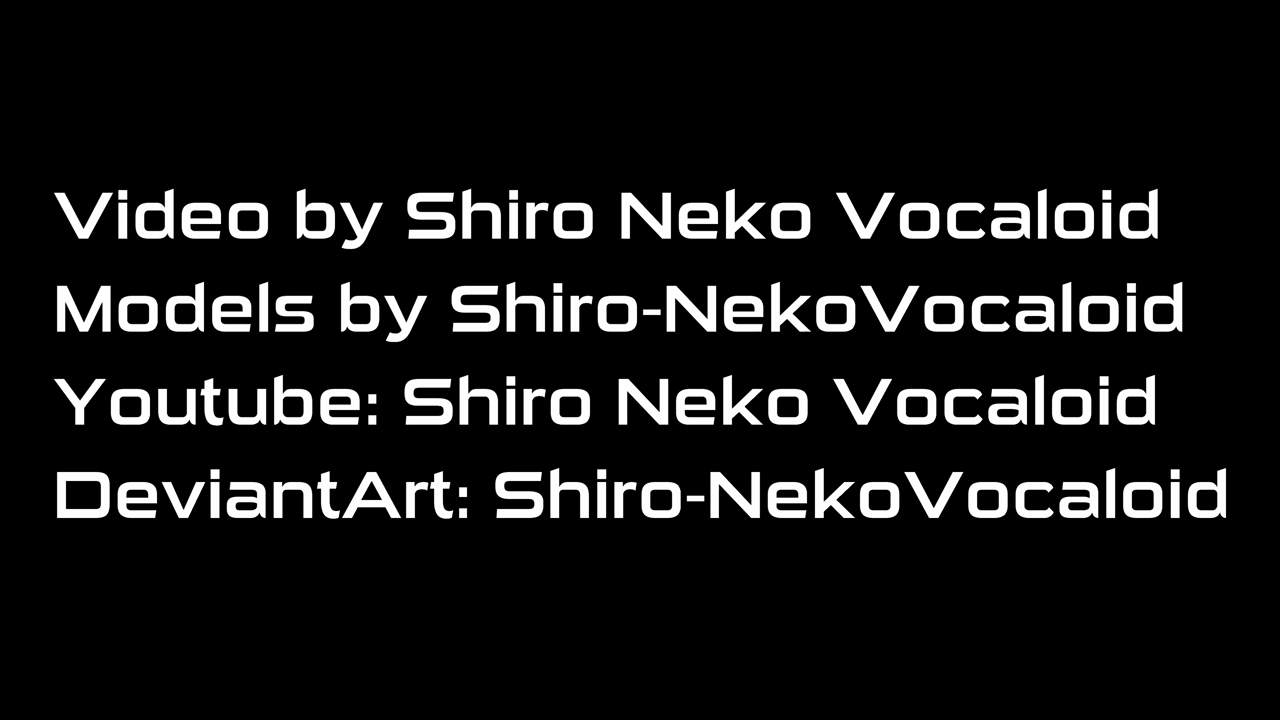 Video by Shiro Neko Vocaloid
Models by Shiro-NekoVocaloid
Youtube: Shiro Neko Vocaloid
DeviantArt: Shiro-NekoVocaloid